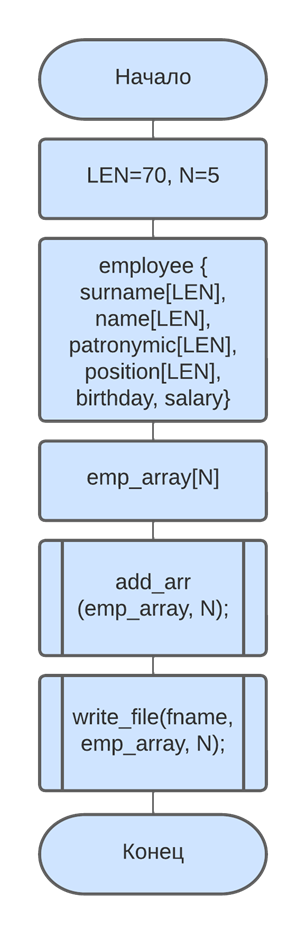 Начало
LEN=70, N=5
employee {
surname[LEN],
name[LEN],
patronymic[LEN],
position[LEN],
birthday, salary}
emp_array[N]
add_arr
(emp_array, N);
write_file(fname,
emp_array, N);
Конец